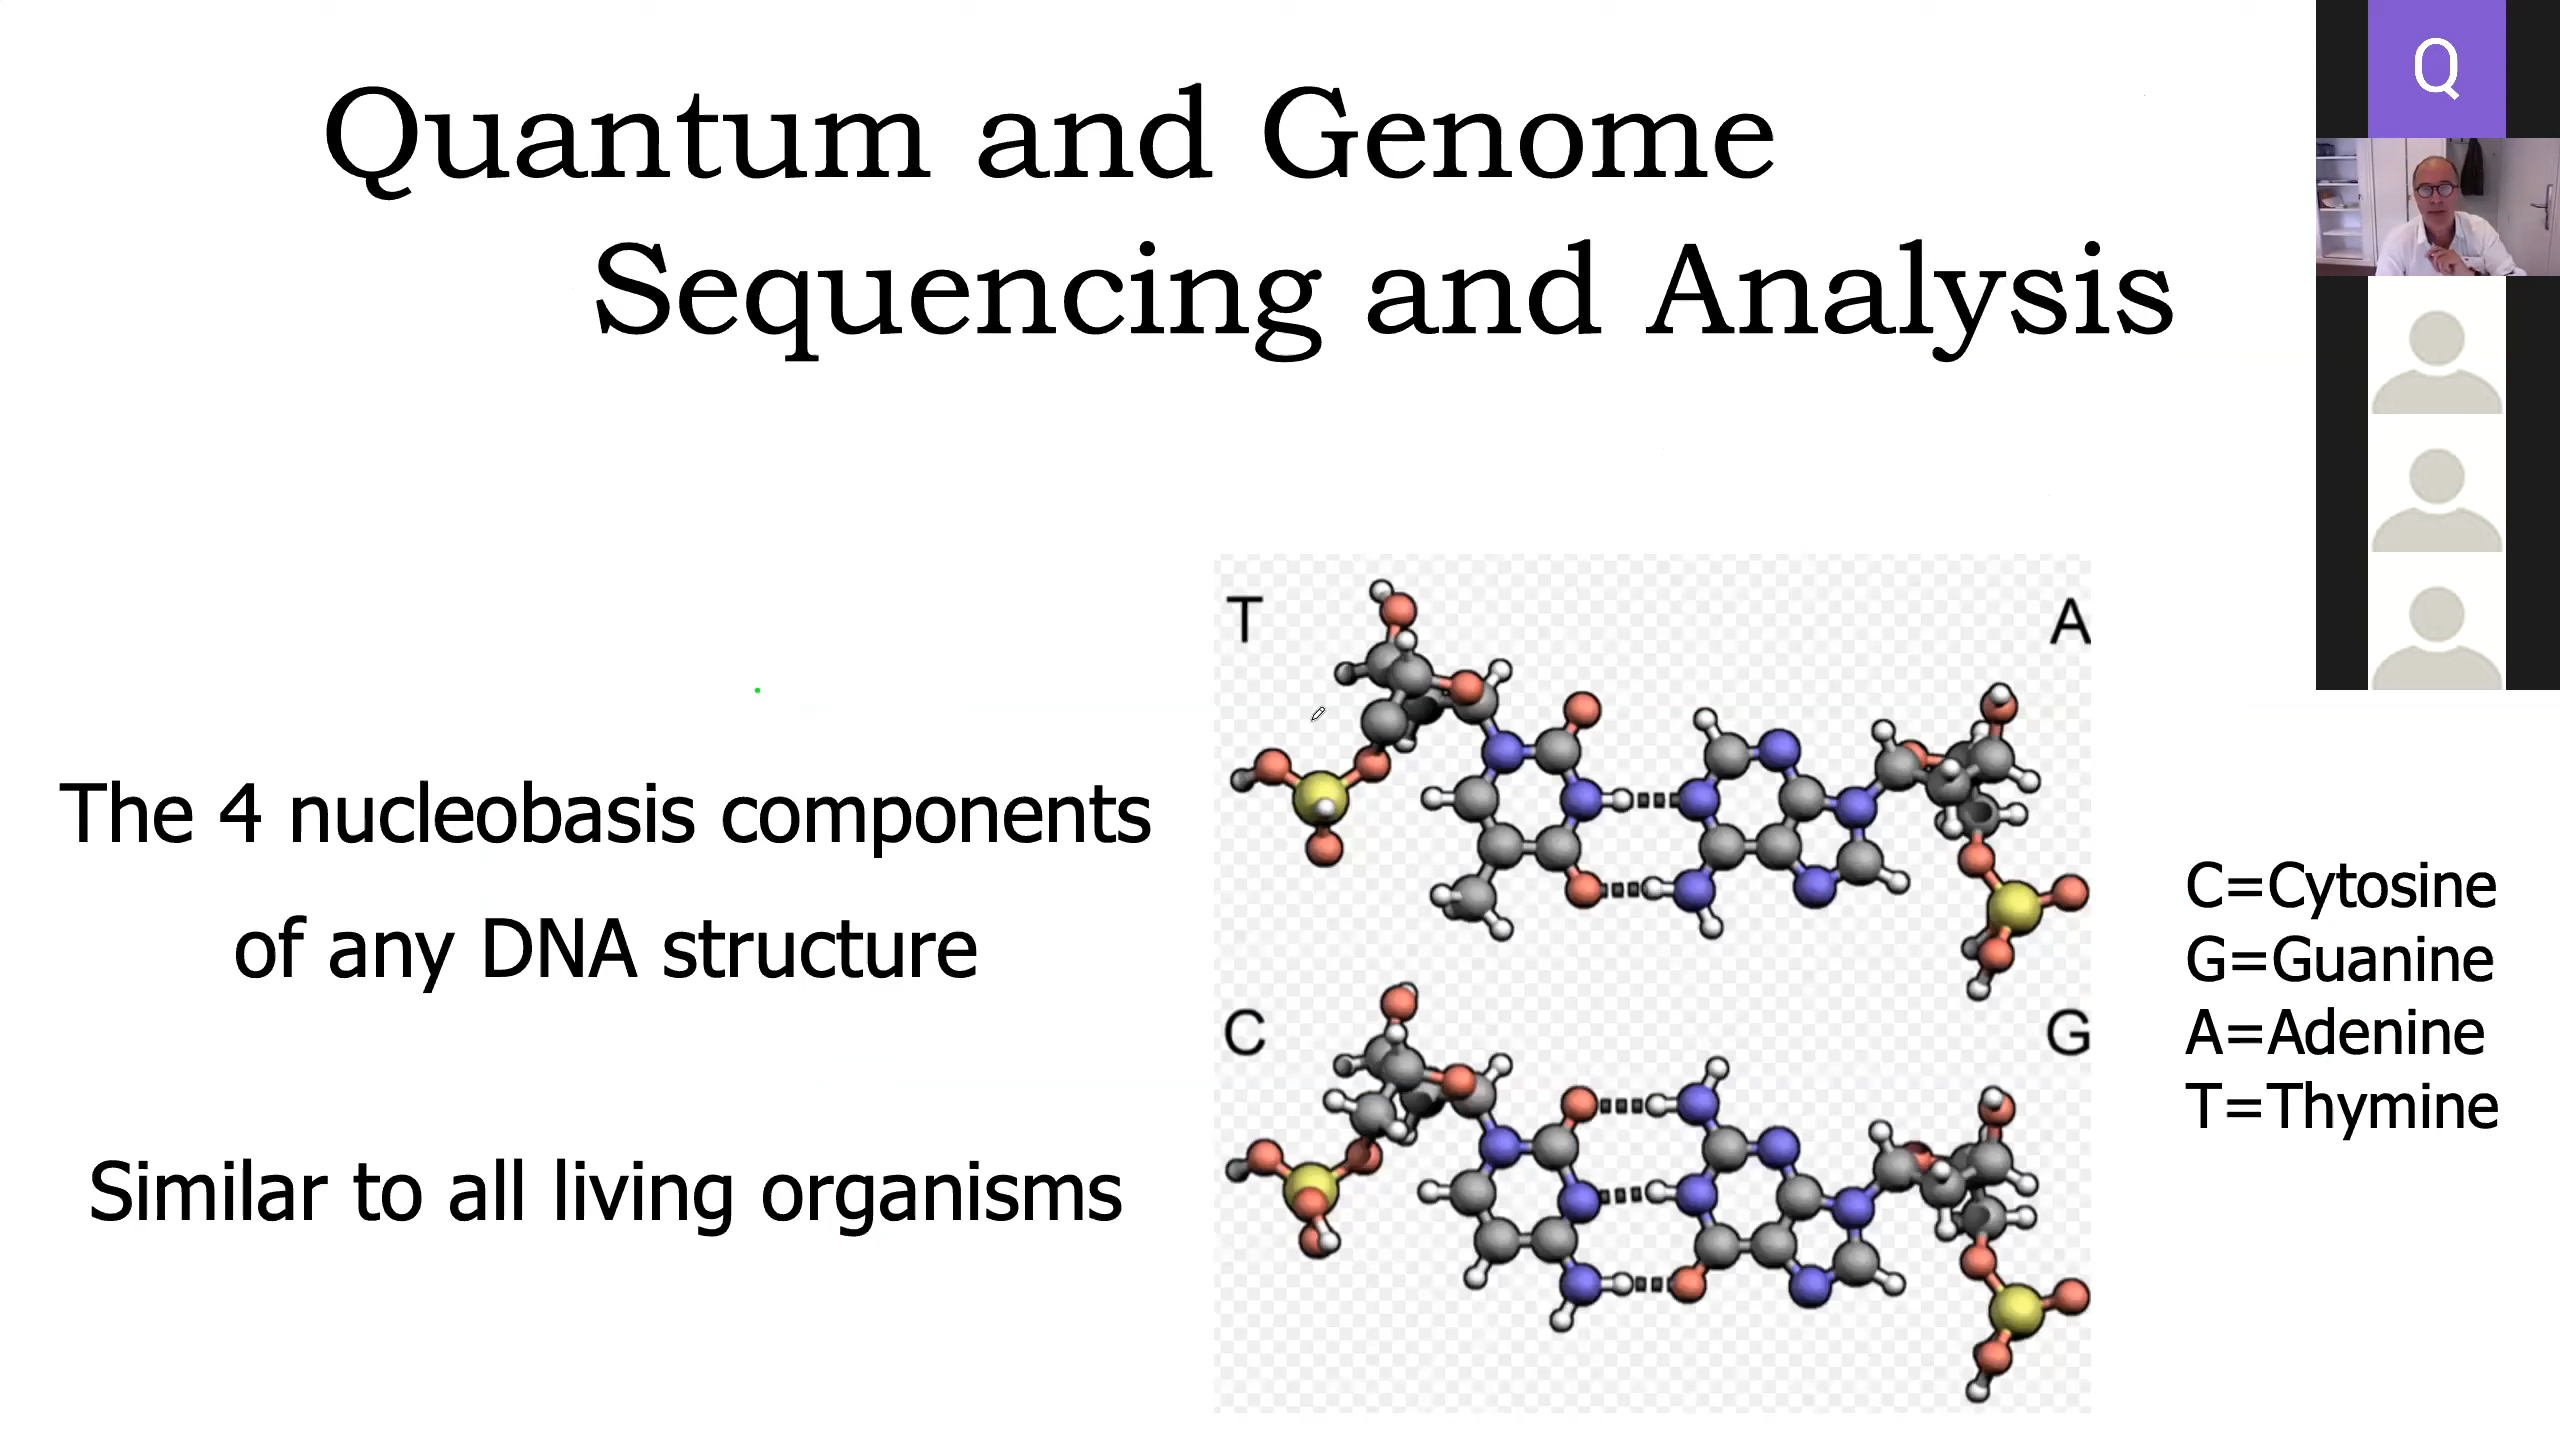 Quantum and Genome
Sequencing and Analysis
Q
The 4 nucleobasis components
of any DNA structure
Similar to all living organisms
T
A
C
G
C=Cytosine
G=Guanine
A=Adenine
T=Thymine